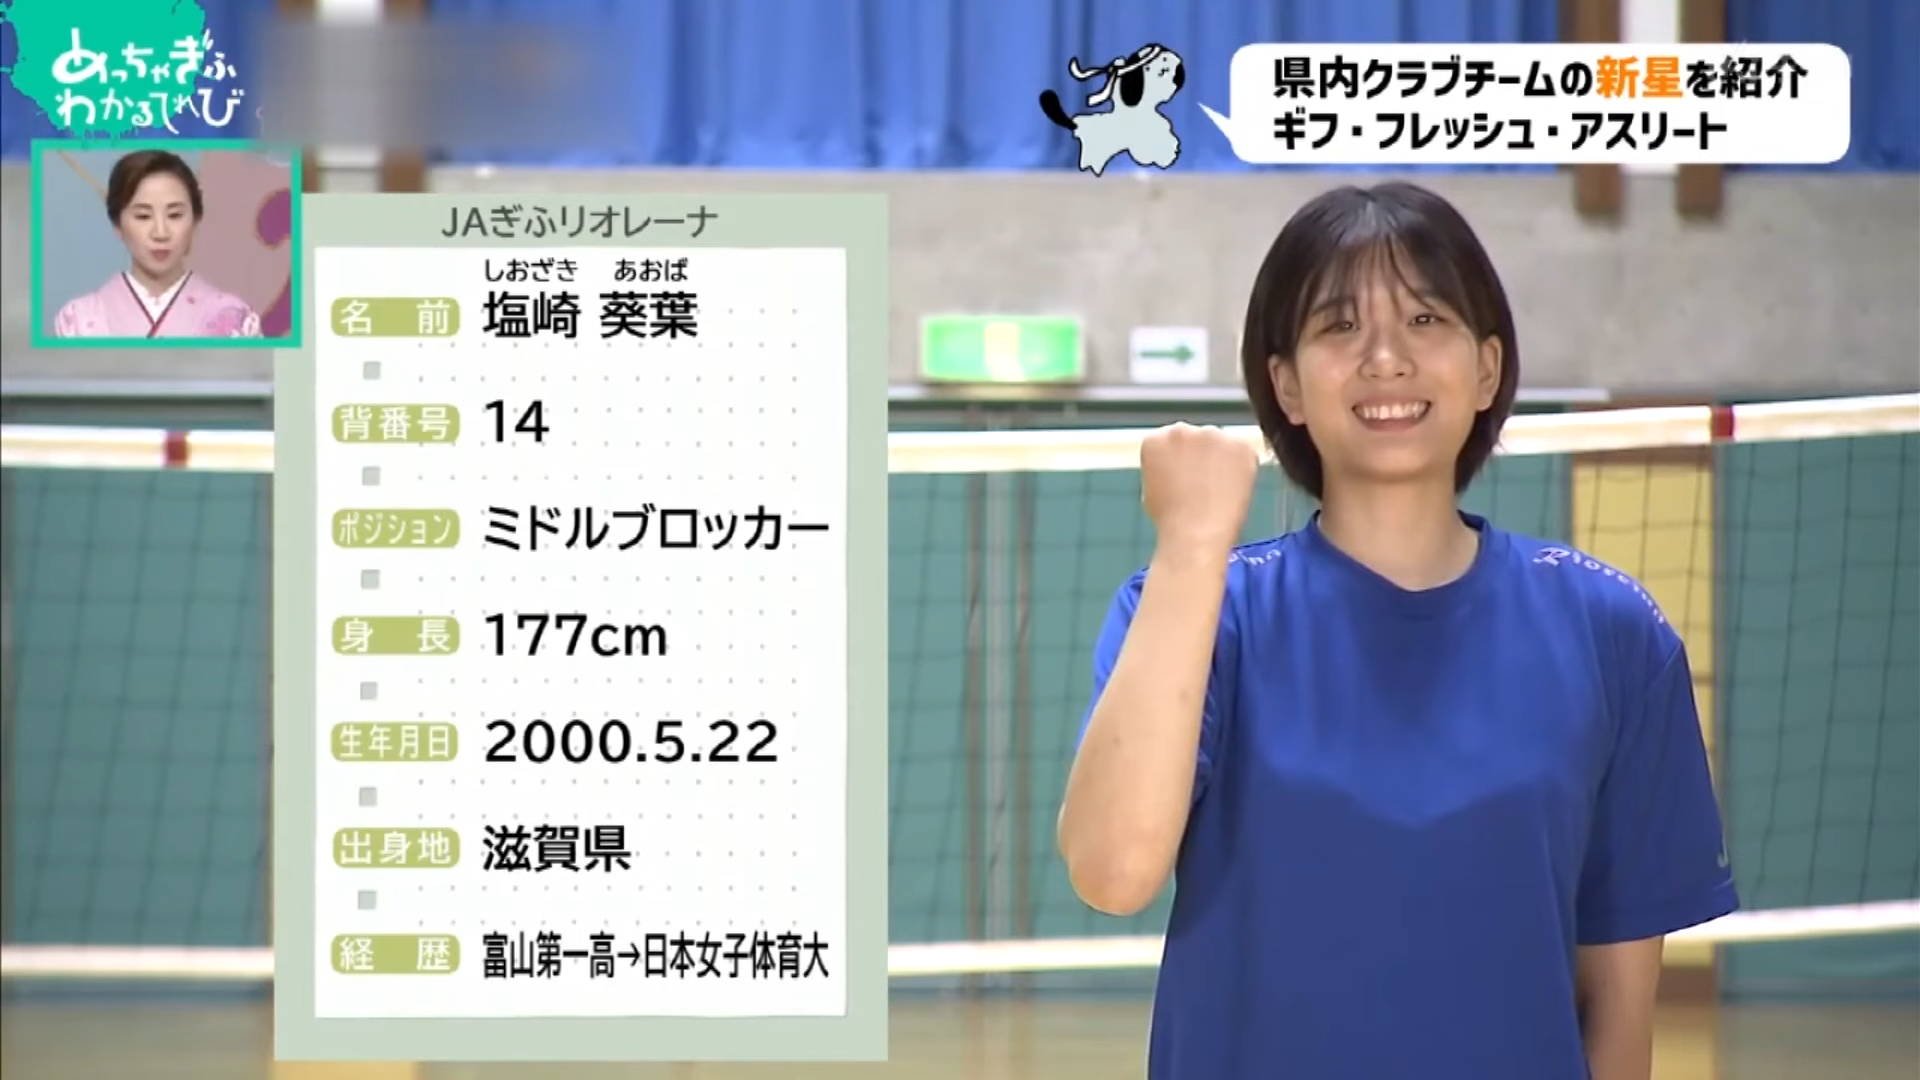 めっちゃぎふ
わかるてれび
県内クラブチームの新星を紹介
ギフ・フレッシュ・アスリート
JAぎふリオレーナ
しおざき あおば
名前 塩崎 葵葉
背番号 14
ポジション ミドルブロッカー
身長 177cm
生年月日 2000.5.22
出身地 滋賀県
経歴 富山第一高→日本女子体育大